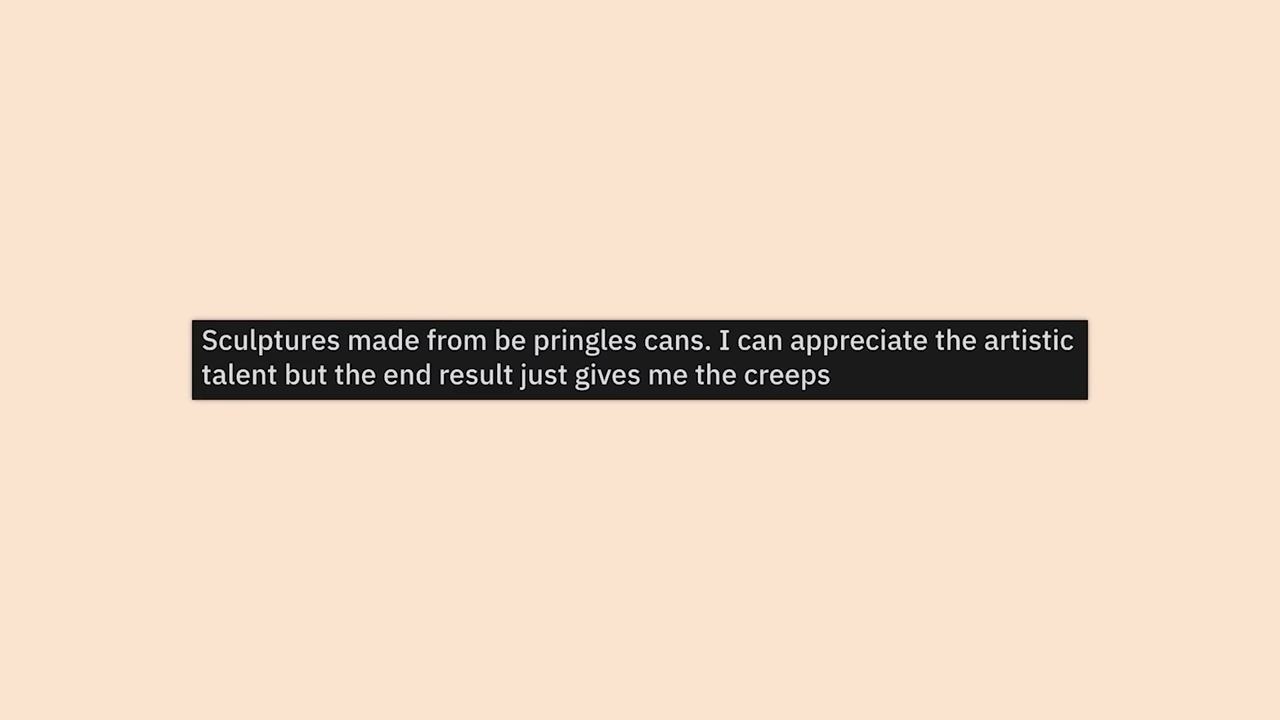 Sculptures made from be pringles cans. I can appreciate the artistic
talent but the end result just gives me the creeps